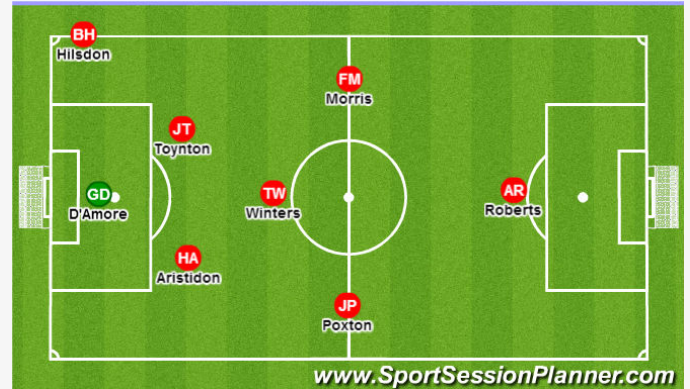 BH
Hilsdon
FM
Morris
JT
Toynton
GD
D'Amore
TW
Winters
AR
Roberts
HA
Aristidon
JP
Poxton
www.SportSessionPlanner.com